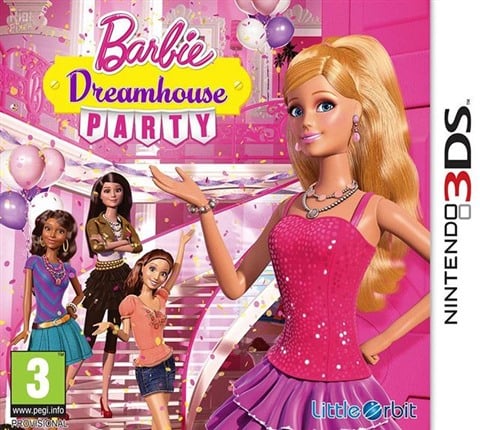 Barbie
Dreamhouse
PARTY
NINTENDO 3DS
3
www.pegi.info
PROVISIONAL
Little Orbit